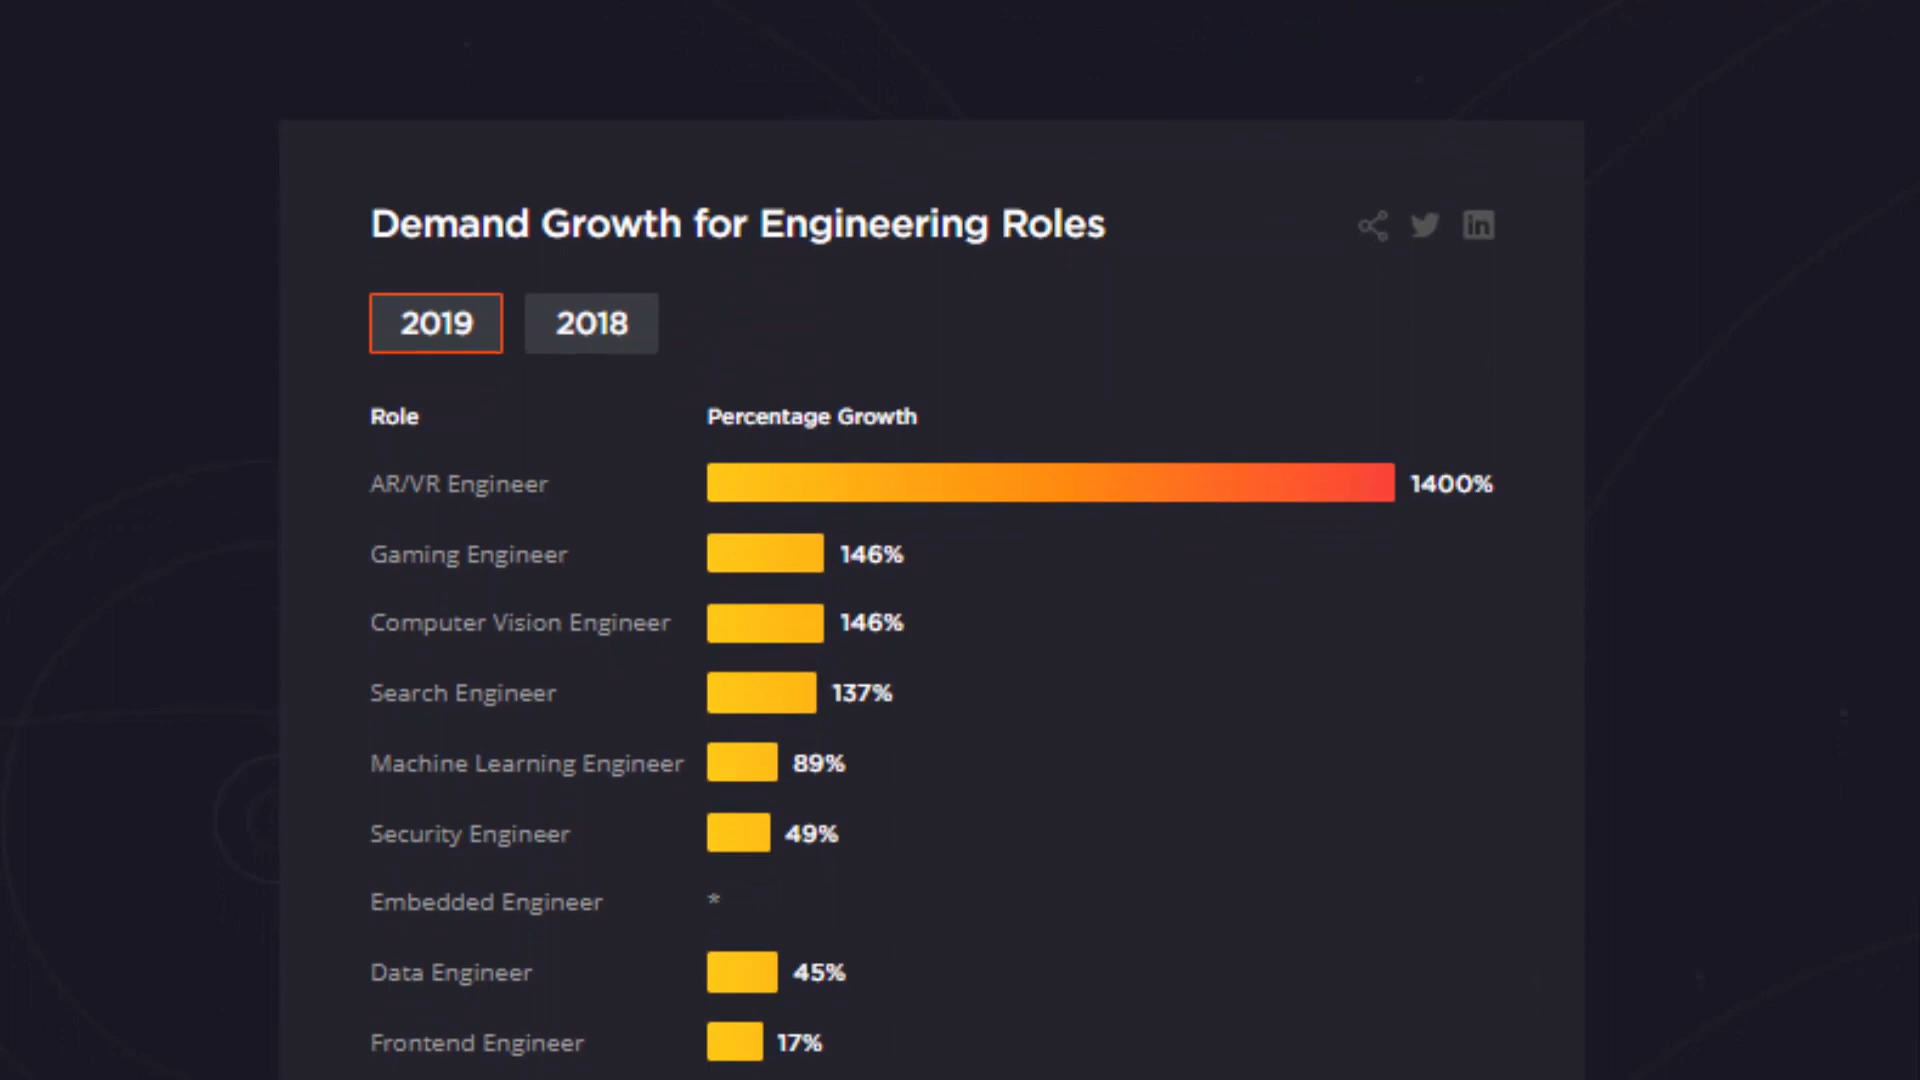 Demand Growth for Engineering Roles
2019 2018
Role Percentage Growth
AR/VR Engineer 1400%
Gaming Engineer 146%
Computer Vision Engineer 146%
Search Engineer 137%
Machine Learning Engineer 89%
Security Engineer 49%
Embedded Engineer *
Data Engineer 45%
Frontend Engineer 17%